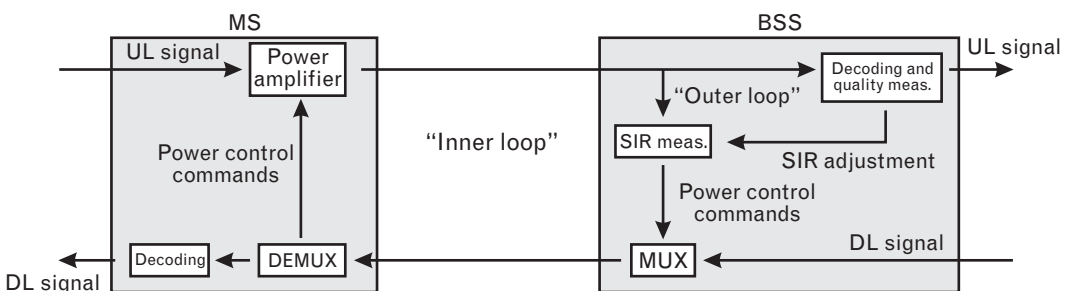 MS
BSS
UL signal
Power
amplifier
UL signal
Decoding and
quality meas.
“Outer loop”
“Inner loop”
SIR meas.
SIR adjustment
Power control
commands
Power control
commands
DL signal
Decoding
DEMUX
MUX
DL signal